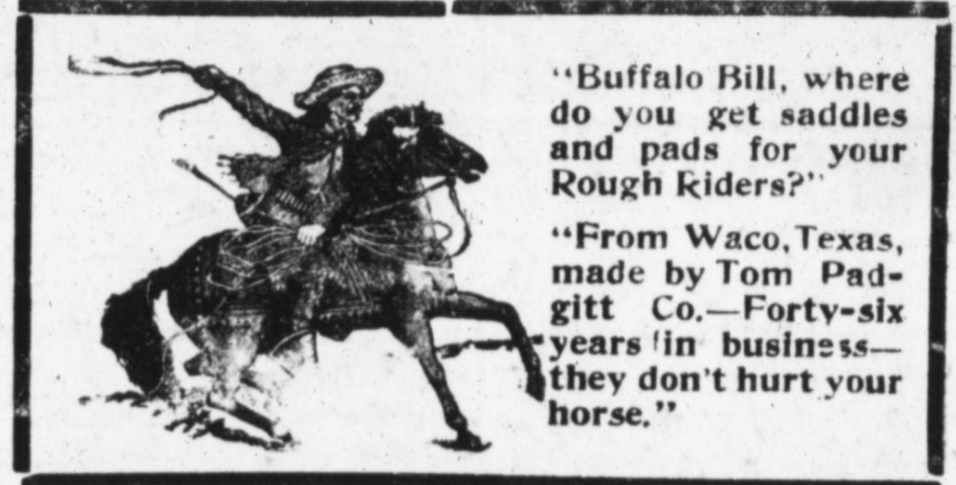 "Buffalo Bill, where
do you get saddles
and pads for your
Rough Riders?"
"From Waco, Texas,
made by Tom Pad-
gitt Co.—Forty-six
years in business—
they don't hurt your
horse."